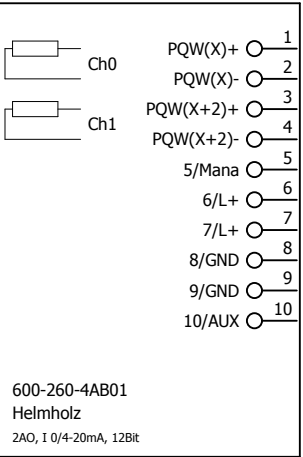 PQW(X)+ 1
Ch0
PQW(X)- 2
PQW(X+2)+ 3
Ch1
PQW(X+2)- 4
5/Mana 5
6/L+ 6
7/L+ 7
8/GND 8
9/GND 9
10/AUX 10
600-260-4AB01
Helmholz
2AO, I 0/4-20mA, 12Bit